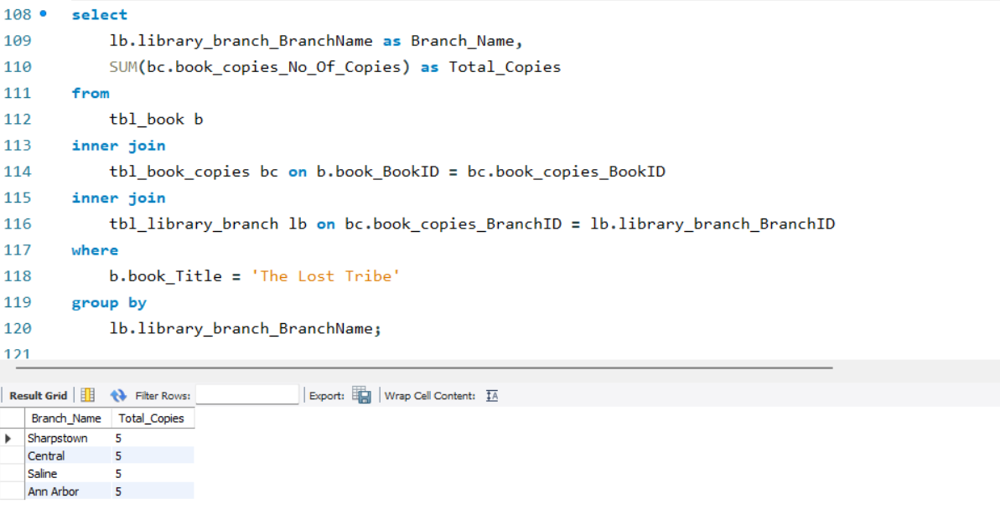 108 select
109 lb.library_branch_BranchName as Branch_Name,
110 SUM(bc.book_copies_No_Of_Copies) as Total_Copies
111 from
112 tbl_book b
113 inner join
114 tbl_book_copies bc on b.book_BookID = bc.book_copies_BookID
115 inner join
116 tbl_library_branch lb on bc.book_copies_BranchID = lb.library_branch_BranchID
117 where
118 b.book_Title = 'The Lost Tribe'
119 group by
120 lb.library_branch_BranchName;
121
Result Grid Filter Rows: Export: Wrap Cell Content: IA
Branch_Name Total_Copies
Sharpstown 5
Central 5
Saline 5
Ann Arbor 5